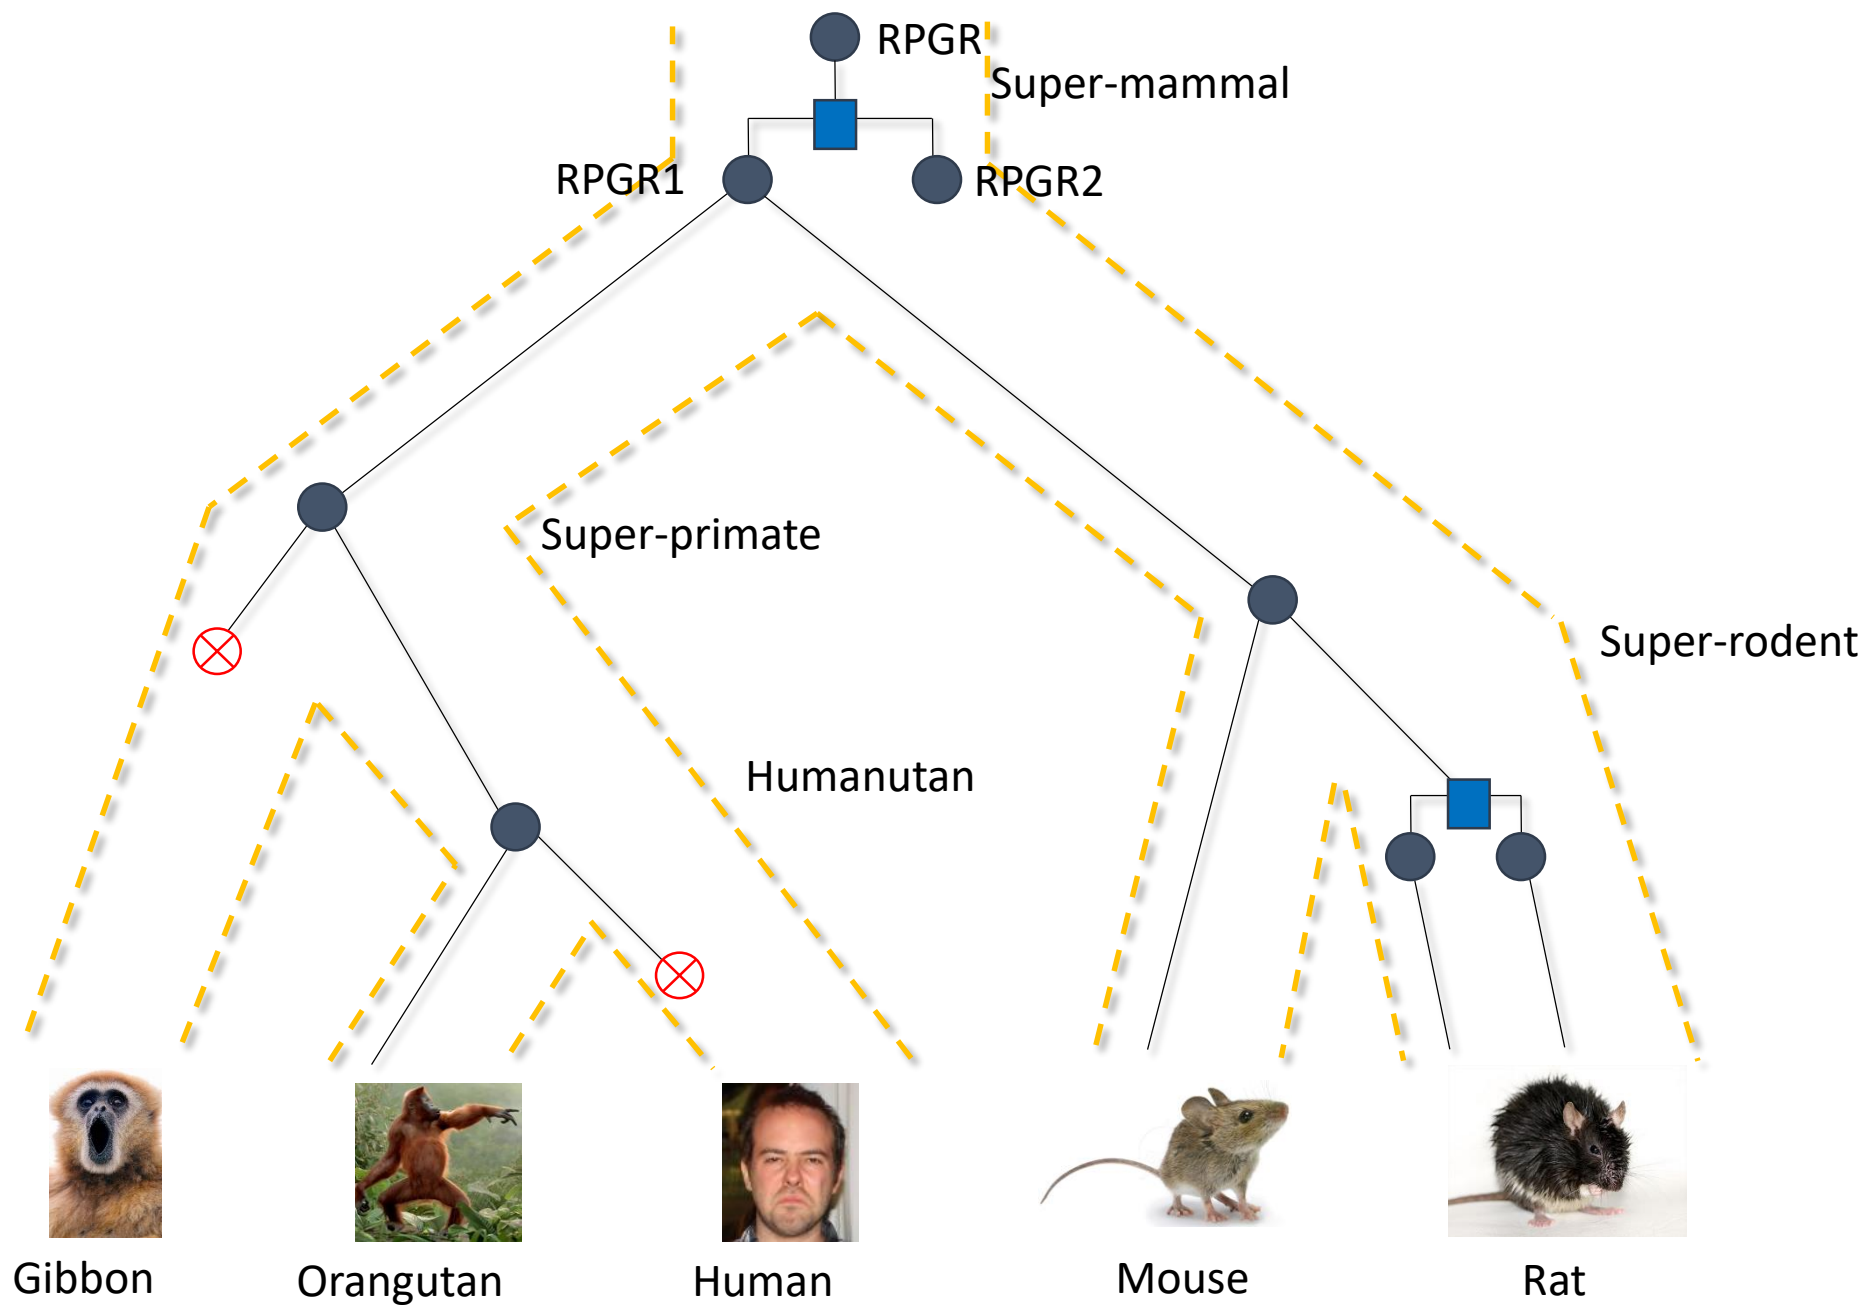 RPGR
Super-mammal
RPGR1
RPGR2
Super-primate
Super-rodent
Humanutan
Gibbon
Orangutan
Human
Mouse
Rat